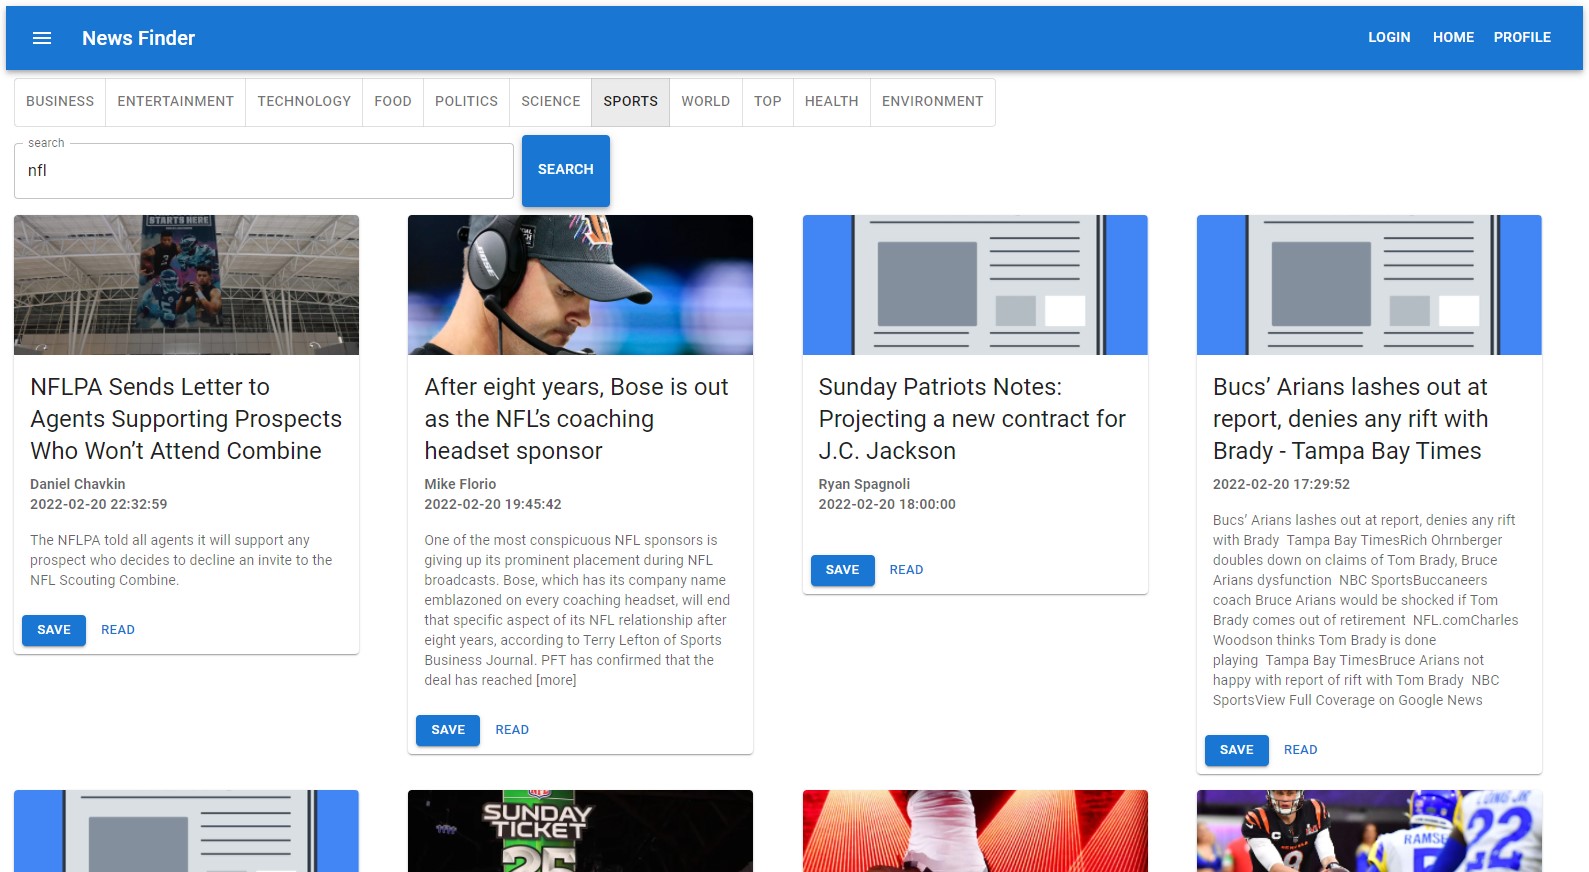 News Finder
LOGIN HOME PROFILE
BUSINESS ENTERTAINMENT TECHNOLOGY FOOD POLITICS SCIENCE SPORTS WORLD TOP HEALTH ENVIRONMENT
search
nfl
SEARCH
STARTS HERE
NFLPA Sends Letter to
Agents Supporting Prospects
Who Won’t Attend Combine
Daniel Chavkin
2022-02-20 22:32:59
The NFLPA told all agents it will support any
prospect who decides to decline an invite to the
NFL Scouting Combine.
SAVE READ
BOSE
After eight years, Bose is out
as the NFL’s coaching
headset sponsor
Mike Florio
2022-02-20 19:45:42
One of the most conspicuous NFL sponsors is
giving up its prominent placement during NFL
broadcasts. Bose, which has its company name
emblazoned on every coaching headset, will end
that specific aspect of its NFL relationship after
eight years, according to Terry Lefton of Sports
Business Journal. PFT has confirmed that the
deal has reached [more]
SAVE READ
Sunday Patriots Notes:
Projecting a new contract for
J.C. Jackson
Ryan Spagnoli
2022-02-20 18:00:00
SAVE READ
Bucs’ Arians lashes out at
report, denies any rift with
Brady - Tampa Bay Times
2022-02-20 17:29:52
Bucs’ Arians lashes out at report, denies any rift
with Brady  Tampa Bay TimesRich Ohrnberger
doubles down on claims of Tom Brady, Bruce
Arians dysfunction  NBC SportsBuccaneers
coach Bruce Arians would be shocked if Tom
Brady comes out of retirement  NFL.comCharles
Woodson thinks Tom Brady is done
playing  Tampa Bay TimesBruce Arians not
happy with report of rift with Tom Brady  NBC
SportsView Full Coverage on Google News
SAVE READ
NFL
SUNDAY
TICKET
25
RAMSE
22